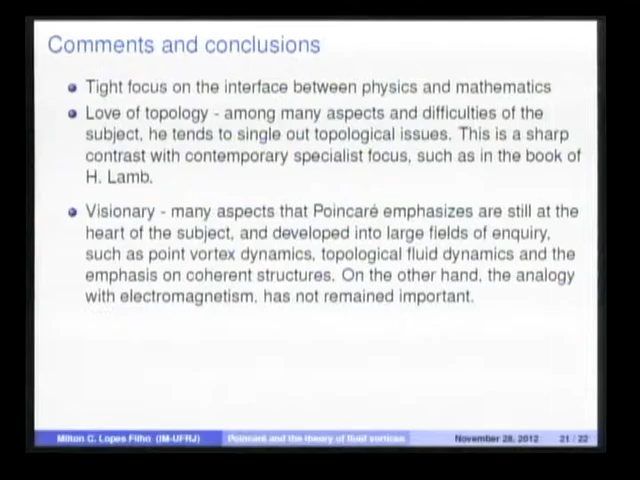 Comments and conclusions
Tight focus on the interface between physics and mathematics
Love of topology - among many aspects and difficulties of the
subject, he tends to single out topological issues. This is a sharp
contrast with contemporary specialist focus, such as in the book of
H. Lamb.
Visionary - many aspects that Poincaré emphasizes are still at the
heart of the subject, and developed into large fields of enquiry,
such as point vortex dynamics, topological fluid dynamics and the
emphasis on coherent structures. On the other hand, the analogy
with electromagnetism, has not remained important.
Milton C. Lopes Filho (IM-UFRJ) Poincaré and the theory of fluid vortices November 28, 2012 21 / 22